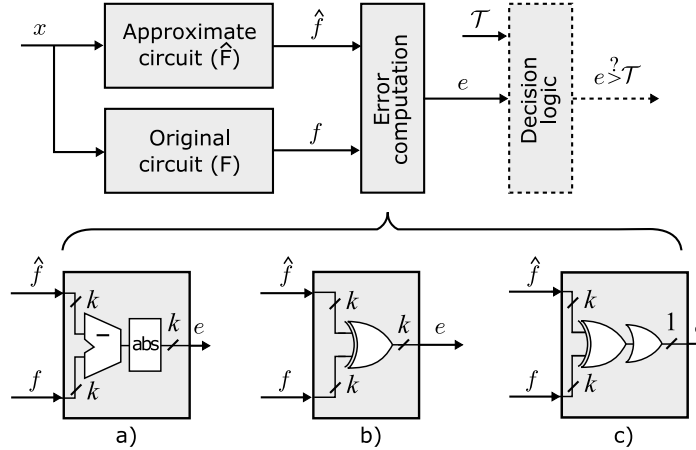 x
Approximate
circuit (F̂)
f̂
Original
circuit (F)
f
Error
computation
e
𝒯
Decision
logic
e >? 𝒯
f̂
k
−
abs
k
e
f
k
a)
f̂
k
k
e
f
k
b)
f̂
k
1
f
k
c)